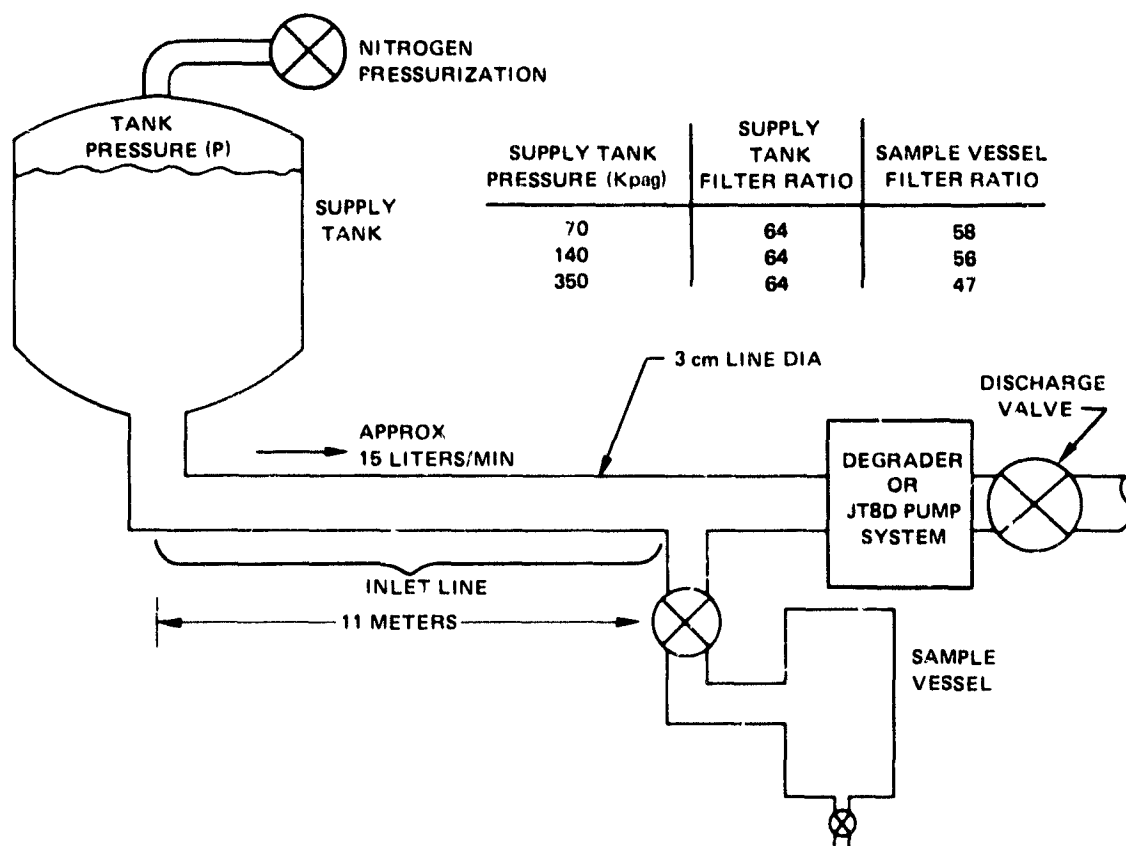 NITROGEN
PRESSURIZATION
TANK
PRESSURE (P)
SUPPLY
TANK
SUPPLY TANK
PRESSURE (Kpag)
SUPPLY
TANK
FILTER RATIO
SAMPLE VESSEL
FILTER RATIO
70 64 58
140 64 56
350 64 47
3 cm LINE DIA
DISCHARGE
VALVE
APPROX
15 LITERS/MIN
DEGRADER
OR
JT8D PUMP
SYSTEM
INLET LINE
11 METERS
SAMPLE
VESSEL